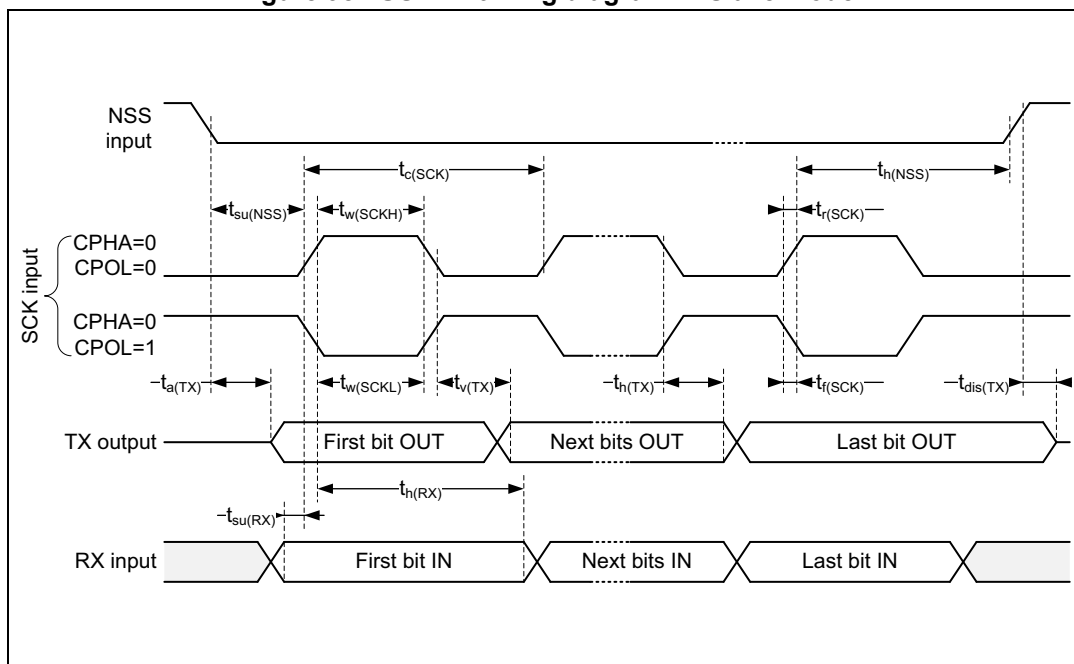 NSS
input
tc(SCK)
th(NSS)
tsu(NSS)
tw(SCKH)
tr(SCK)
SCK input
CPHA=0
CPOL=0
CPHA=0
CPOL=1
ta(TX)
tw(SCKL)
tv(TX)
th(TX)
tf(SCK)
tdis(TX)
TX output
First bit OUT
Next bits OUT
Last bit OUT
th(RX)
tsu(RX)
RX input
First bit IN
Next bits IN
Last bit IN